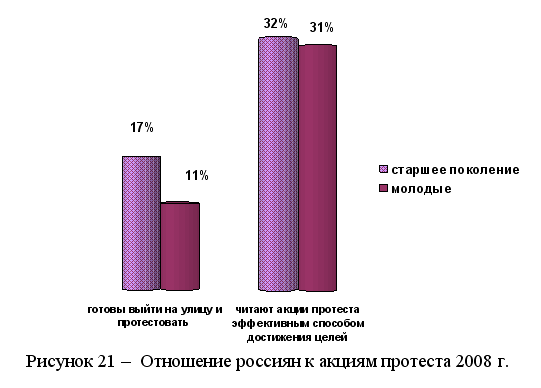 32%
31%
17%
11%
старшее поколение
молодые
готовы выйти на улицу и
протестовать
читают акции протеста
эффективным способом
достижения целей
Рисунок 21 – Отношение россиян к акциям протеста 2008 г.